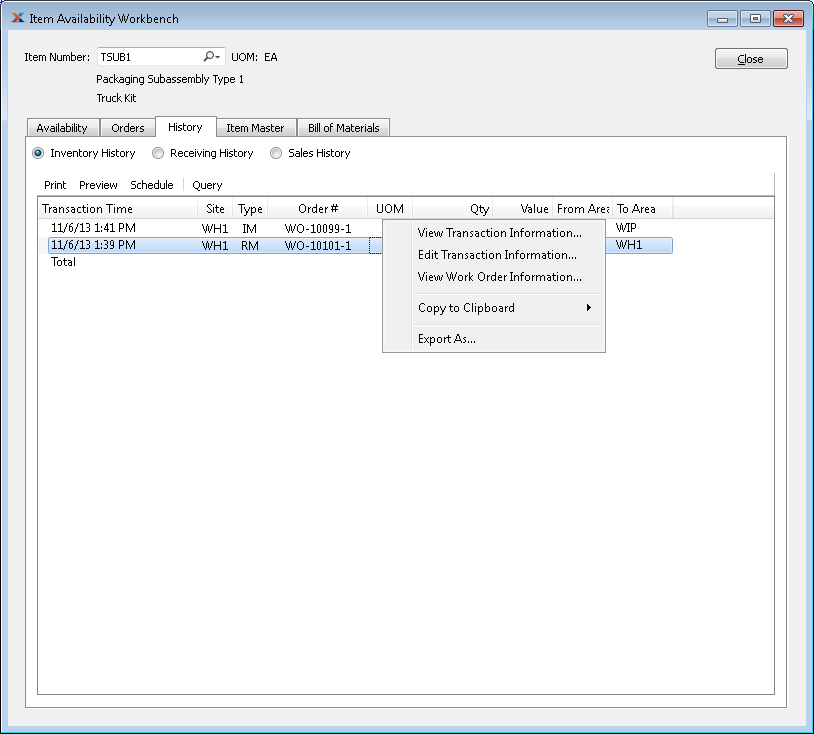 Item Availability Workbench
Item Number: TSUB1 UOM: EA
Close
Packaging Subassembly Type 1
Truck Kit
Availability Orders History Item Master Bill of Materials
Inventory History Receiving History Sales History
Print Preview Schedule Query
Transaction Time Site Type Order # UOM Qty Value From Area To Area
11/6/13 1:41 PM WH1 IM WO-10099-1 WIP
11/6/13 1:39 PM WH1 RM WO-10101-1 WH1
Total
View Transaction Information...
Edit Transaction Information...
View Work Order Information...
Copy to Clipboard
Export As...